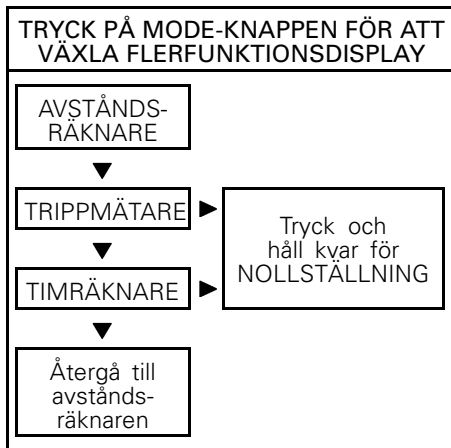 TRYCK PÅ MODE-KNAPPEN FÖR ATT
VÄXLA FLERFUNKTIONSDISPLAY
AVSTÅNDS-
RÄKNARE
TRIPPMÄTARE
Tryck och
håll kvar för
NOLLSTÄLLNING
TIMRÄKNARE
Återgå till
avstånds-
räknaren